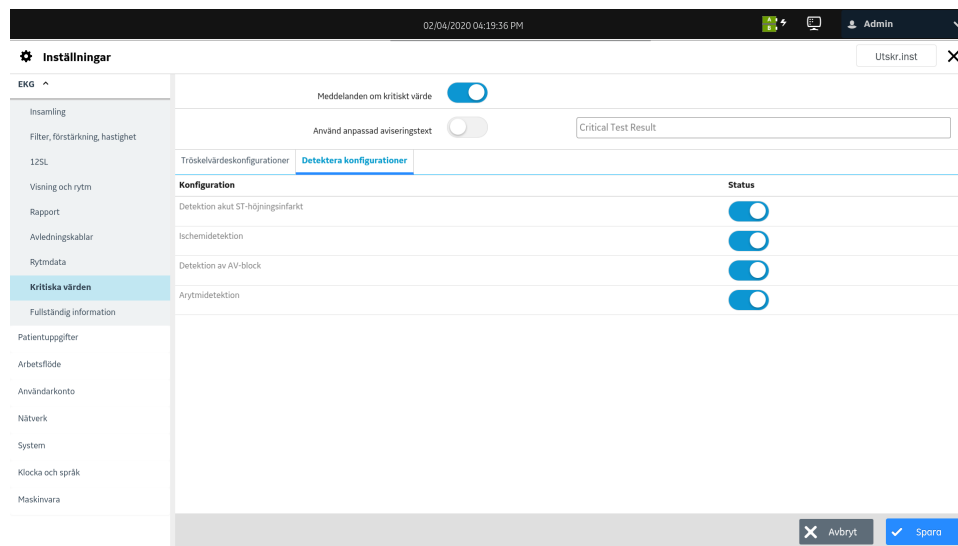 02/04/2020 04:19:36 PM
A
B
Admin
Inställningar
Utskr.inst
EKG
Insamling
Filter, förstärkning, hastighet
12SL
Visning och rytm
Rapport
Avledningskablar
Rytmdata
Kritiska värden
Fullständig information
Patientuppgifter
Arbetsflöde
Användarkonto
Nätverk
System
Klocka och språk
Maskinvara
Meddelanden om kritiskt värde
Använd anpassad aviseringstext
Critical Test Result
Tröskelvärdeskonfigurationer
Detektera konfigurationer
Konfiguration Status
Detektion akut ST-höjningsinfarkt
Ischemidetektion
Detektion av AV-block
Arytmidetektion
Avbryt
Spara